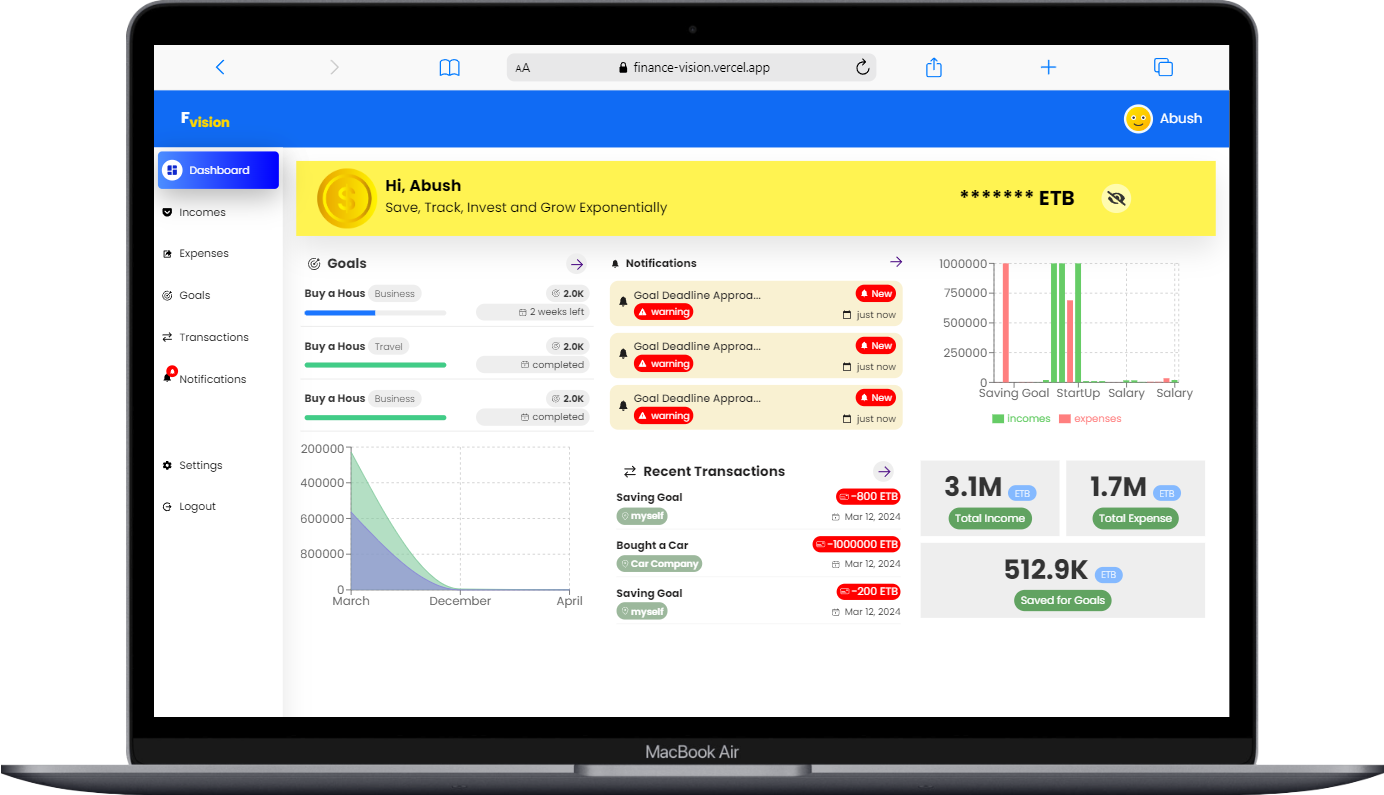 AA finance-vision.vercel.app
Fvision
Abush
Dashboard
Incomes
Expenses
Goals
Transactions
Notifications
Settings
Logout
Hi, Abush
Save, Track, Invest and Grow Exponentially
******* ETB
Goals
Buy a Hous Business 2.0K
2 weeks left
Buy a Hous Travel 2.0K
completed
Buy a Hous Business 2.0K
completed
Notifications
Goal Deadline Approa... New
warning just now
Goal Deadline Approa... New
warning just now
Goal Deadline Approa... New
warning just now
1000000
750000
500000
250000
0
Saving Goal StartUp Salary Salary
incomes expenses
200000
400000
600000
800000
0
March December April
Recent Transactions
Saving Goal -800 ETB
myself Mar 12, 2024
Bought a Car -1000000 ETB
Car Company Mar 12, 2024
Saving Goal -200 ETB
myself Mar 12, 2024
3.1M ETB
Total Income
1.7M ETB
Total Expense
512.9K ETB
Saved for Goals
MacBook Air